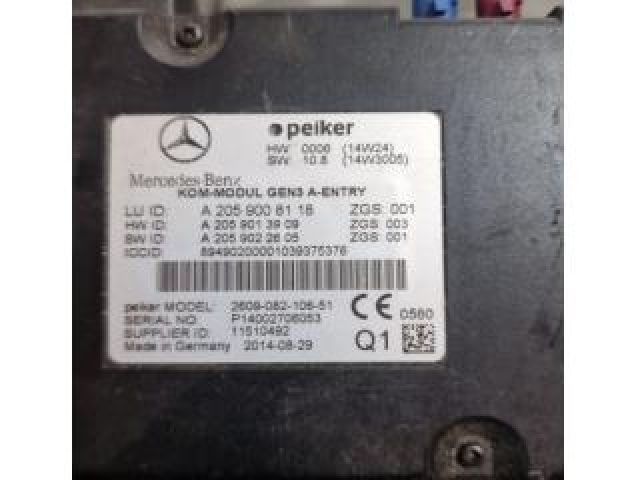 peiker
HW 0006 (14W24)
SW 10.8 (14W3005)
Mercedes-Benz
KOM-MODUL GEN3 A-ENTRY
LU ID: A 205 900 81 18 ZGS: 001
HW ID: A 205 901 39 09 ZGS: 003
SW ID: A 205 902 26 05 ZGS: 001
ICCID: 89490200001039375376
peiker MODEL: 2609-082-106-51
CE 0560
SERIAL NO: P14002706053
SUPPLIER ID: 11510492
Made in Germany 2014-08-29 Q1